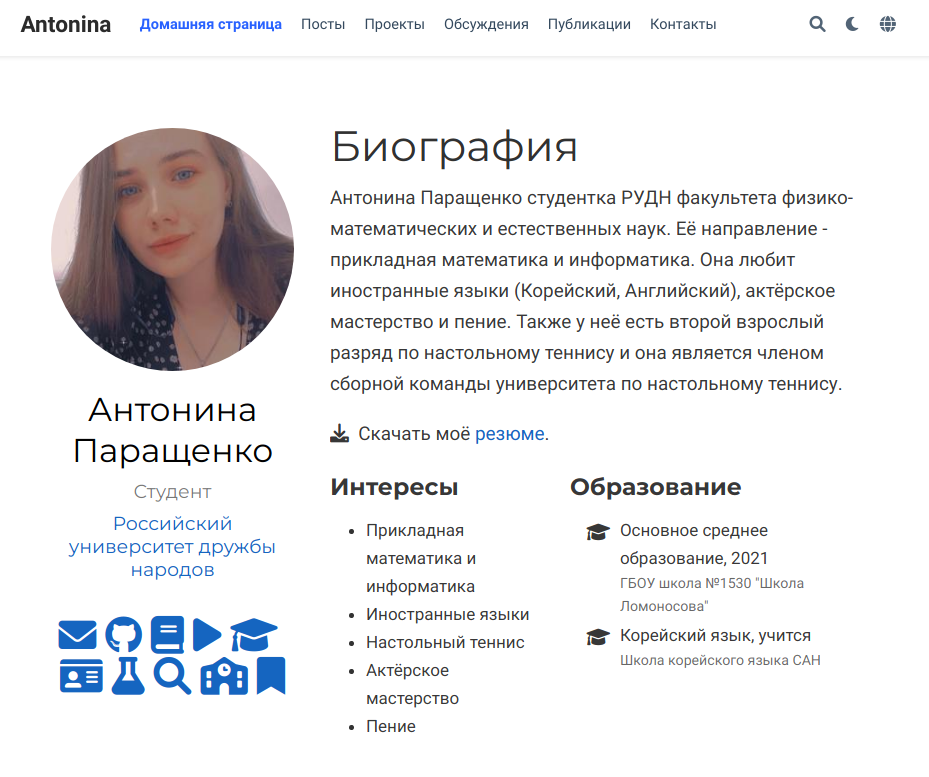 Antonina
Домашняя страница
Посты
Проекты
Обсуждения
Публикации
Контакты
Антонина
Паращенко
Студент
Российский
университет дружбы
народов
Биография
Антонина Паращенко студентка РУДН факультета физико-
математических и естественных наук. Её направление -
прикладная математика и информатика. Она любит
иностранные языки (Корейский, Английский), актёрское
мастерство и пение. Также у неё есть второй взрослый
разряд по настольному теннису и она является членом
сборной команды университета по настольному теннису.
Скачать моё резюме.
Интересы
Прикладная
математика и
информатика
Иностранные языки
Настольный теннис
Актёрское
мастерство
Пение
Образование
Основное среднее
образование, 2021
ГБОУ школа №1530 "Школа
Ломоносова"
Корейский язык, учится
Школа корейского языка САН